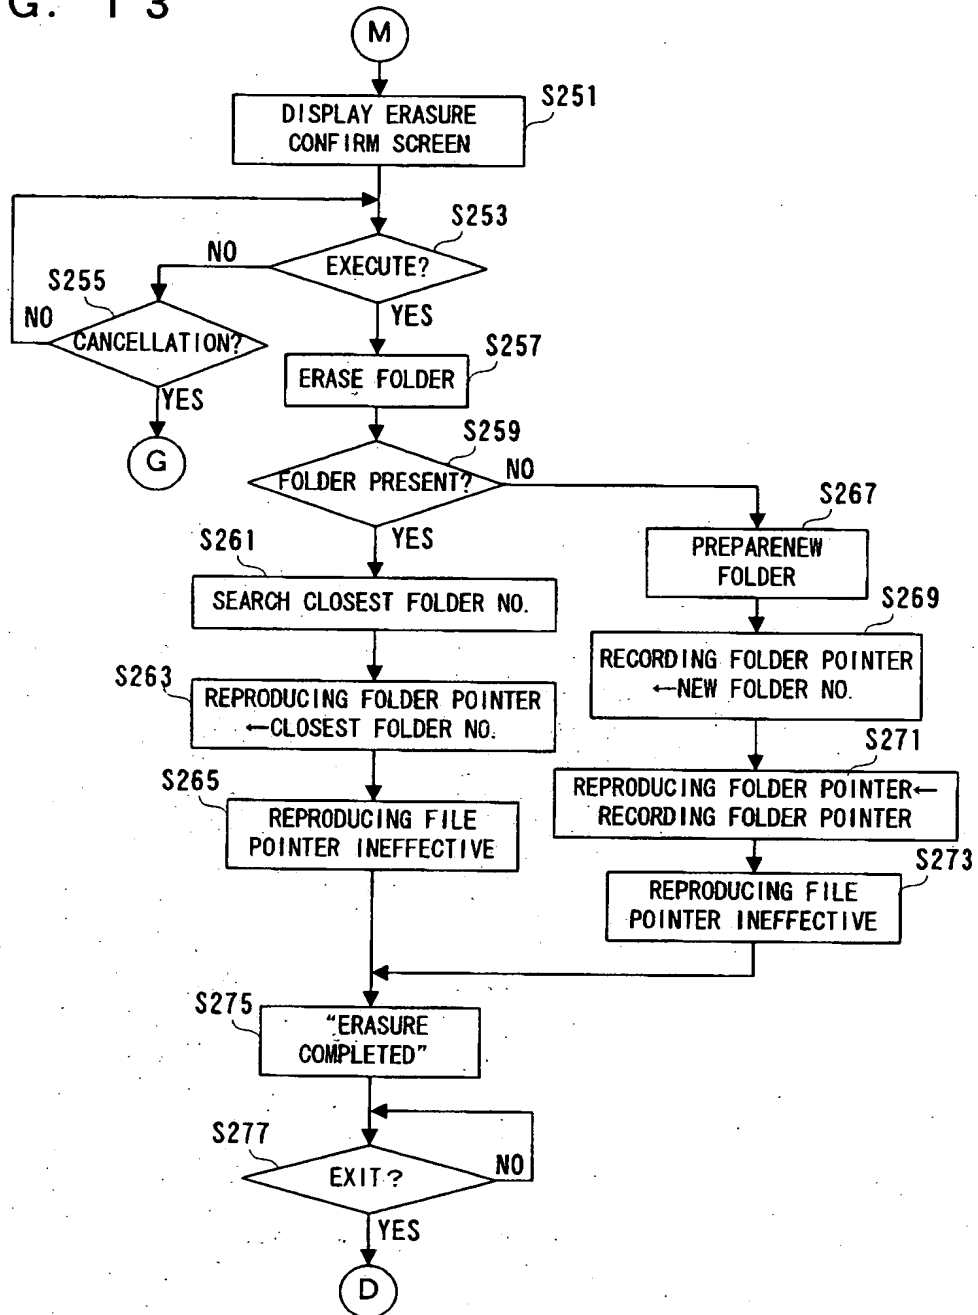 G. 13
M
DISPLAY ERASURE
CONFIRM SCREEN
S251
S253
EXECUTE?
NO
YES
S255
NO
CANCELLATION?
YES
G
S257
ERASE FOLDER
S259
FOLDER PRESENT?
NO
YES
S261
SEARCH CLOSEST FOLDER NO.
S263
REPRODUCING FOLDER POINTER
←CLOSEST FOLDER NO.
S265
REPRODUCING FILE
POINTER INEFFECTIVE
S267
PREPARENEW
FOLDER
S269
RECORDING FOLDER POINTER
←NEW FOLDER NO.
S271
REPRODUCING FOLDER POINTER←
RECORDING FOLDER POINTER
S273
REPRODUCING FILE
POINTER INEFFECTIVE
S275
“ERASURE
COMPLETED”
S277
EXIT?
NO
YES
D